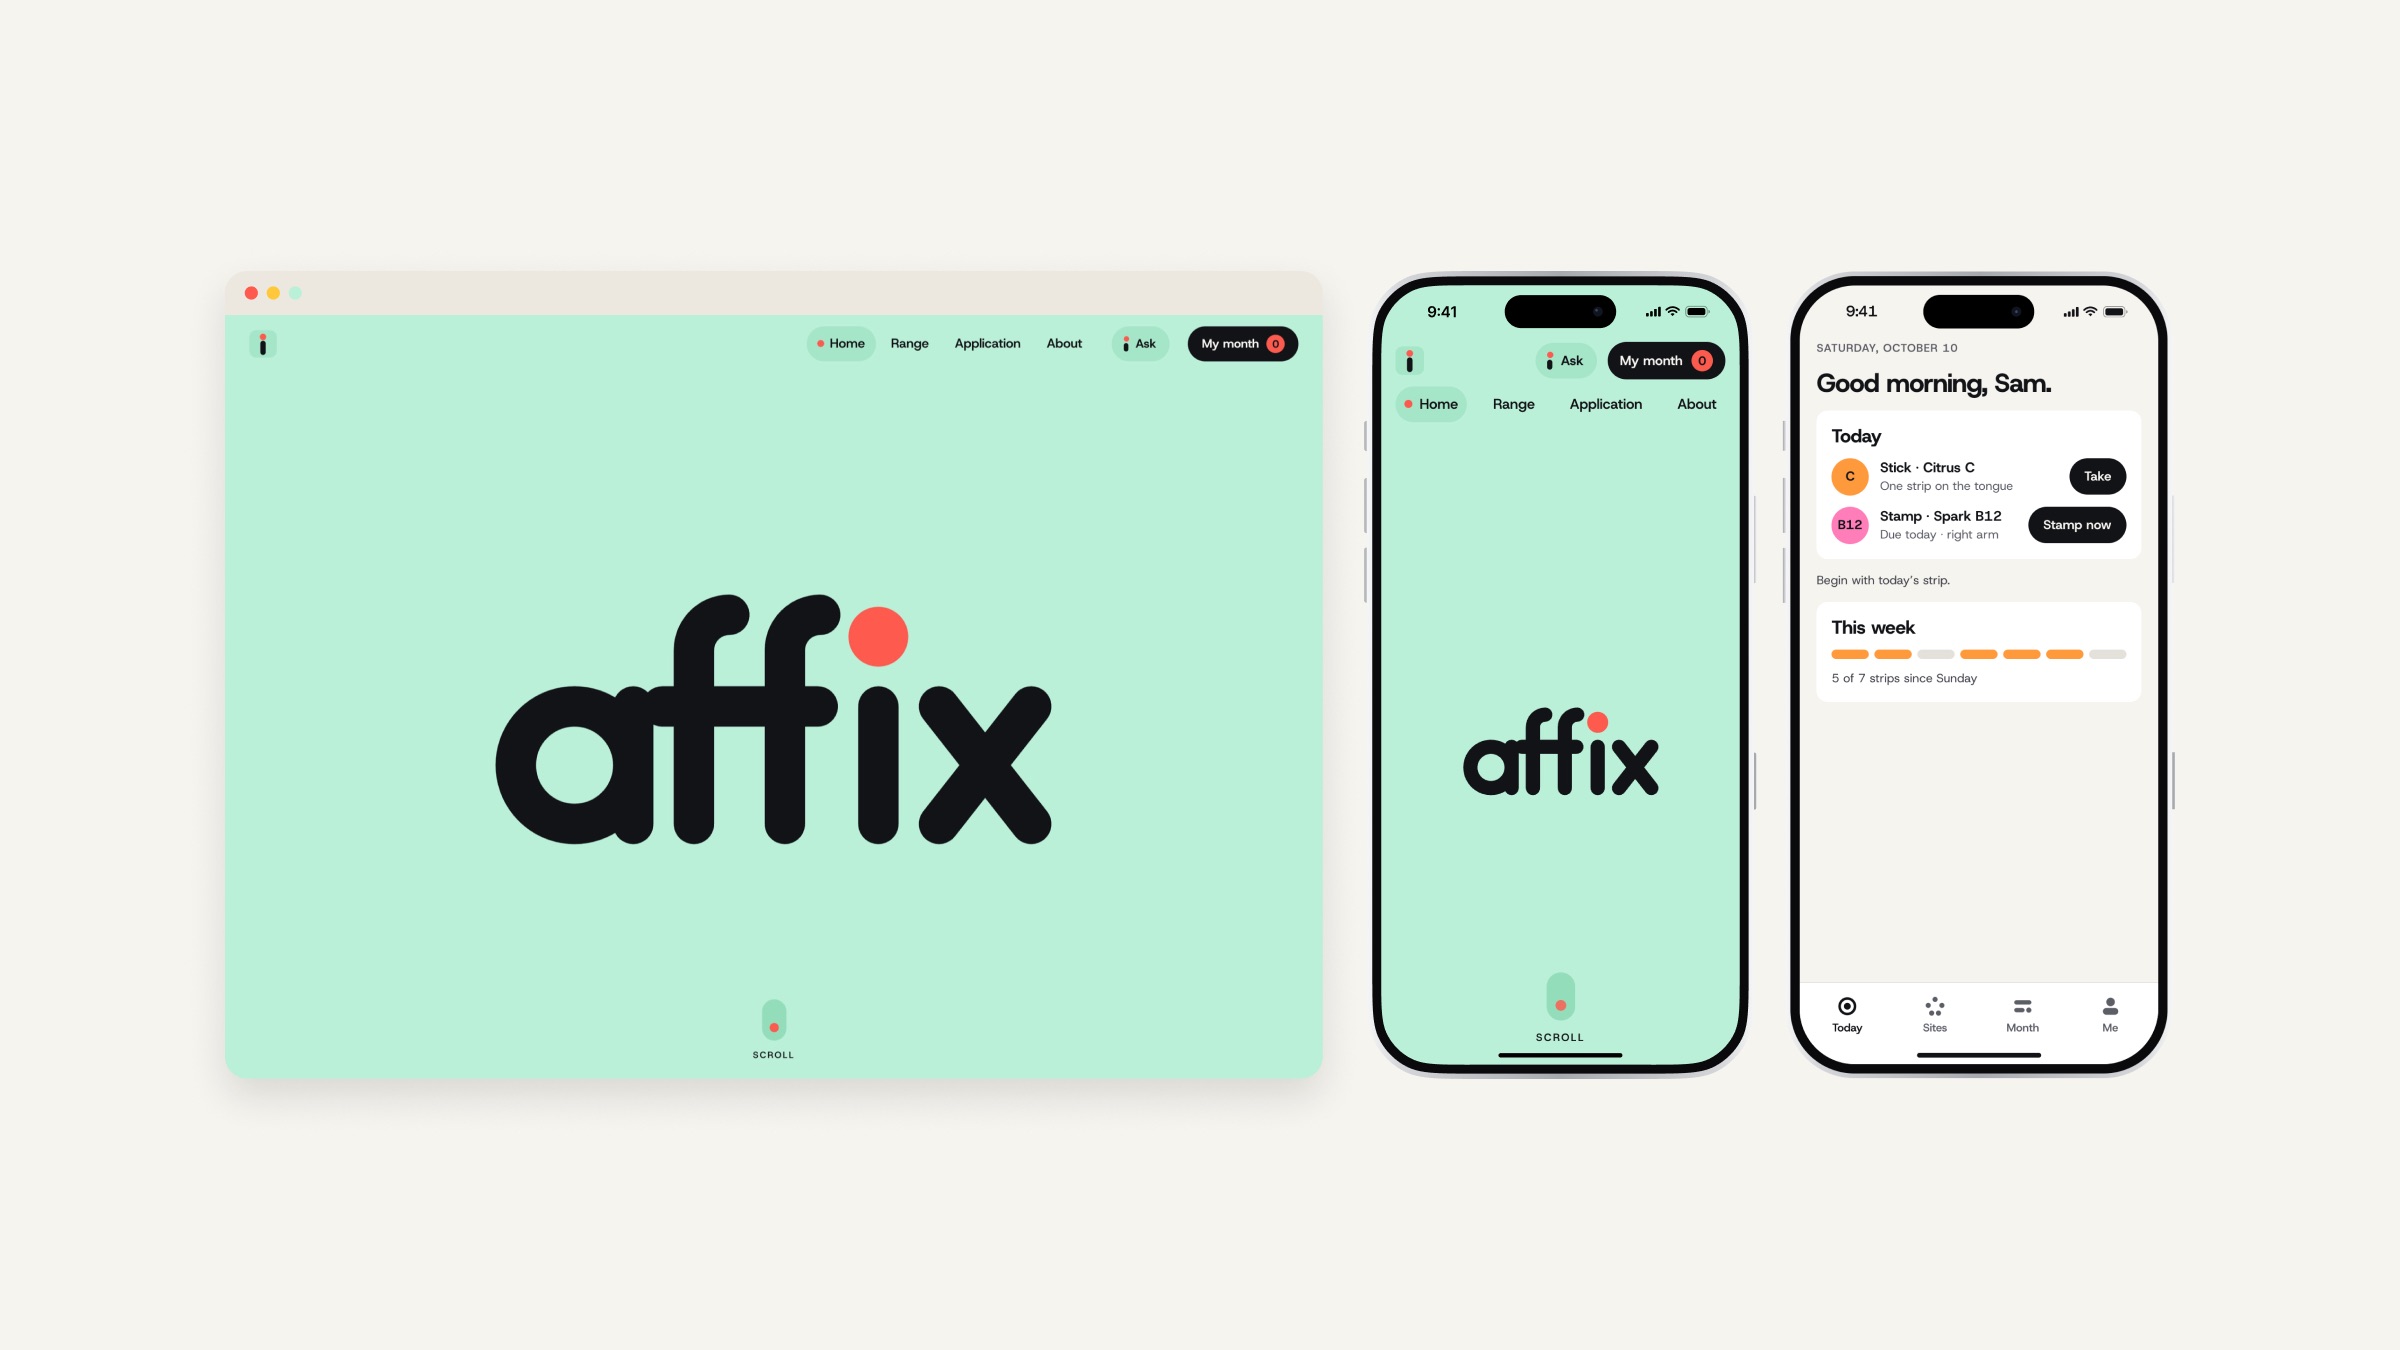 Home Range Application About Ask My month 0
affix
SCROLL
9:41
Ask My month 0
Home Range Application About
affix
SCROLL
9:41
SATURDAY, OCTOBER 10
Good morning, Sam.
Today
C Stick · Citrus C
One strip on the tongue
Take
B12 Stamp · Spark B12
Due today · right arm
Stamp now
Begin with today's strip.
This week
5 of 7 strips since Sunday
Today Sites Month Me